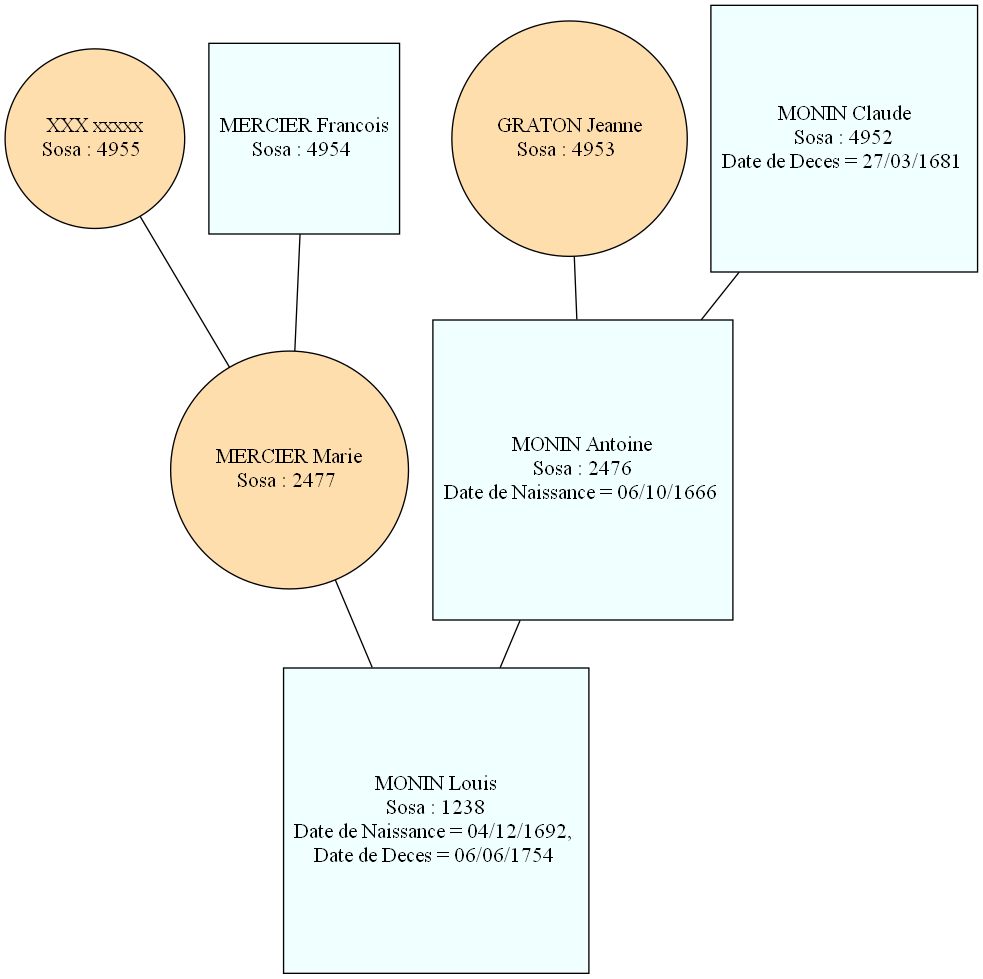 XXX xxxxx
Sosa : 4955
MERCIER Francois
Sosa : 4954
GRATON Jeanne
Sosa : 4953
MONIN Claude
Sosa : 4952
Date de Deces = 27/03/1681
MERCIER Marie
Sosa : 2477
MONIN Antoine
Sosa : 2476
Date de Naissance = 06/10/1666
MONIN Louis
Sosa : 1238
Date de Naissance = 04/12/1692,
Date de Deces = 06/06/1754